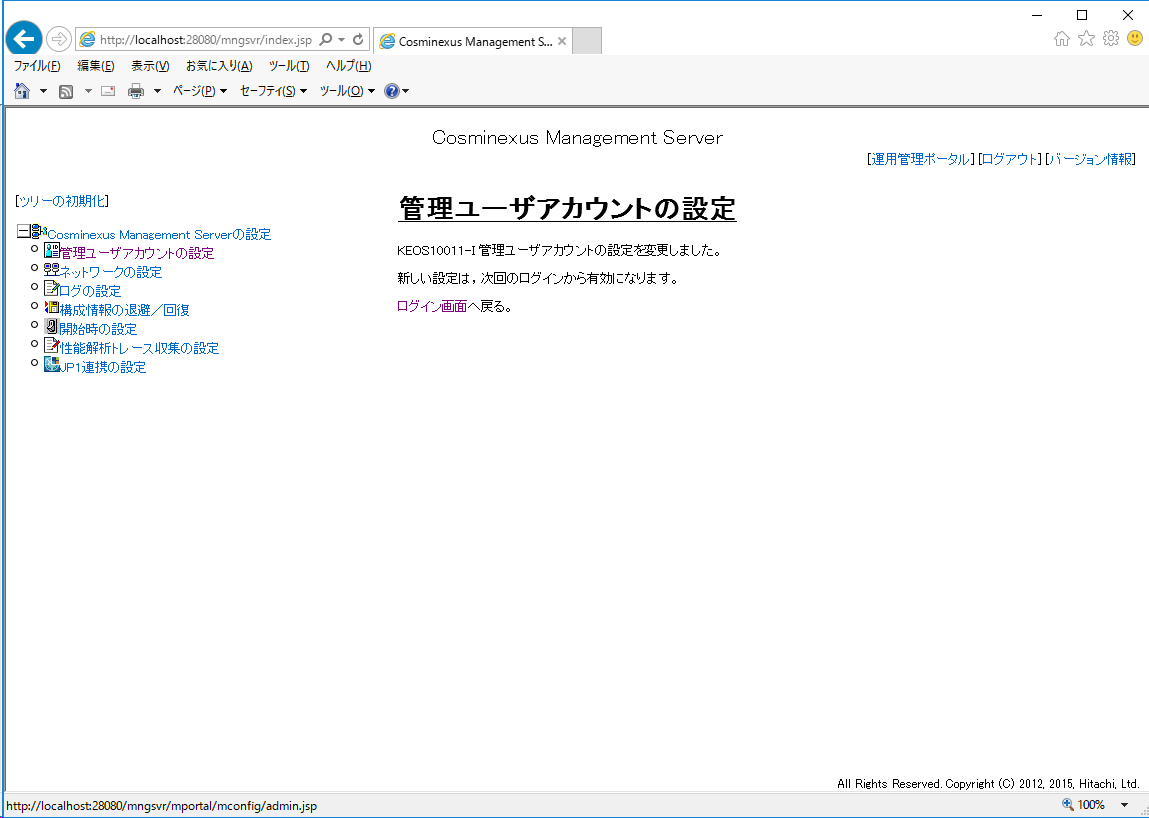 http://localhost:28080/mngsvr/index.jsp
Cosminexus Management S...
ファイル(F) 編集(E) 表示(V) お気に入り(A) ツール(T) ヘルプ(H)
ページ(P) セーフティ(S) ツール(O)
Cosminexus Management Server
[運用管理ポータル] [ログアウト] [バージョン情報]
[ツリーの初期化]
Cosminexus Management Serverの設定
管理ユーザアカウントの設定
ネットワークの設定
ログの設定
構成情報の退避／回復
開始時の設定
性能解析トレース収集の設定
JP1連携の設定
管理ユーザアカウントの設定
KEOS10011-I 管理ユーザアカウントの設定を変更しました。
新しい設定は，次回のログインから有効になります。
ログイン画面へ戻る。
All Rights Reserved. Copyright (C) 2012, 2015, Hitachi, Ltd.
http://localhost:28080/mngsvr/mportal/mconfig/admin.jsp
100%